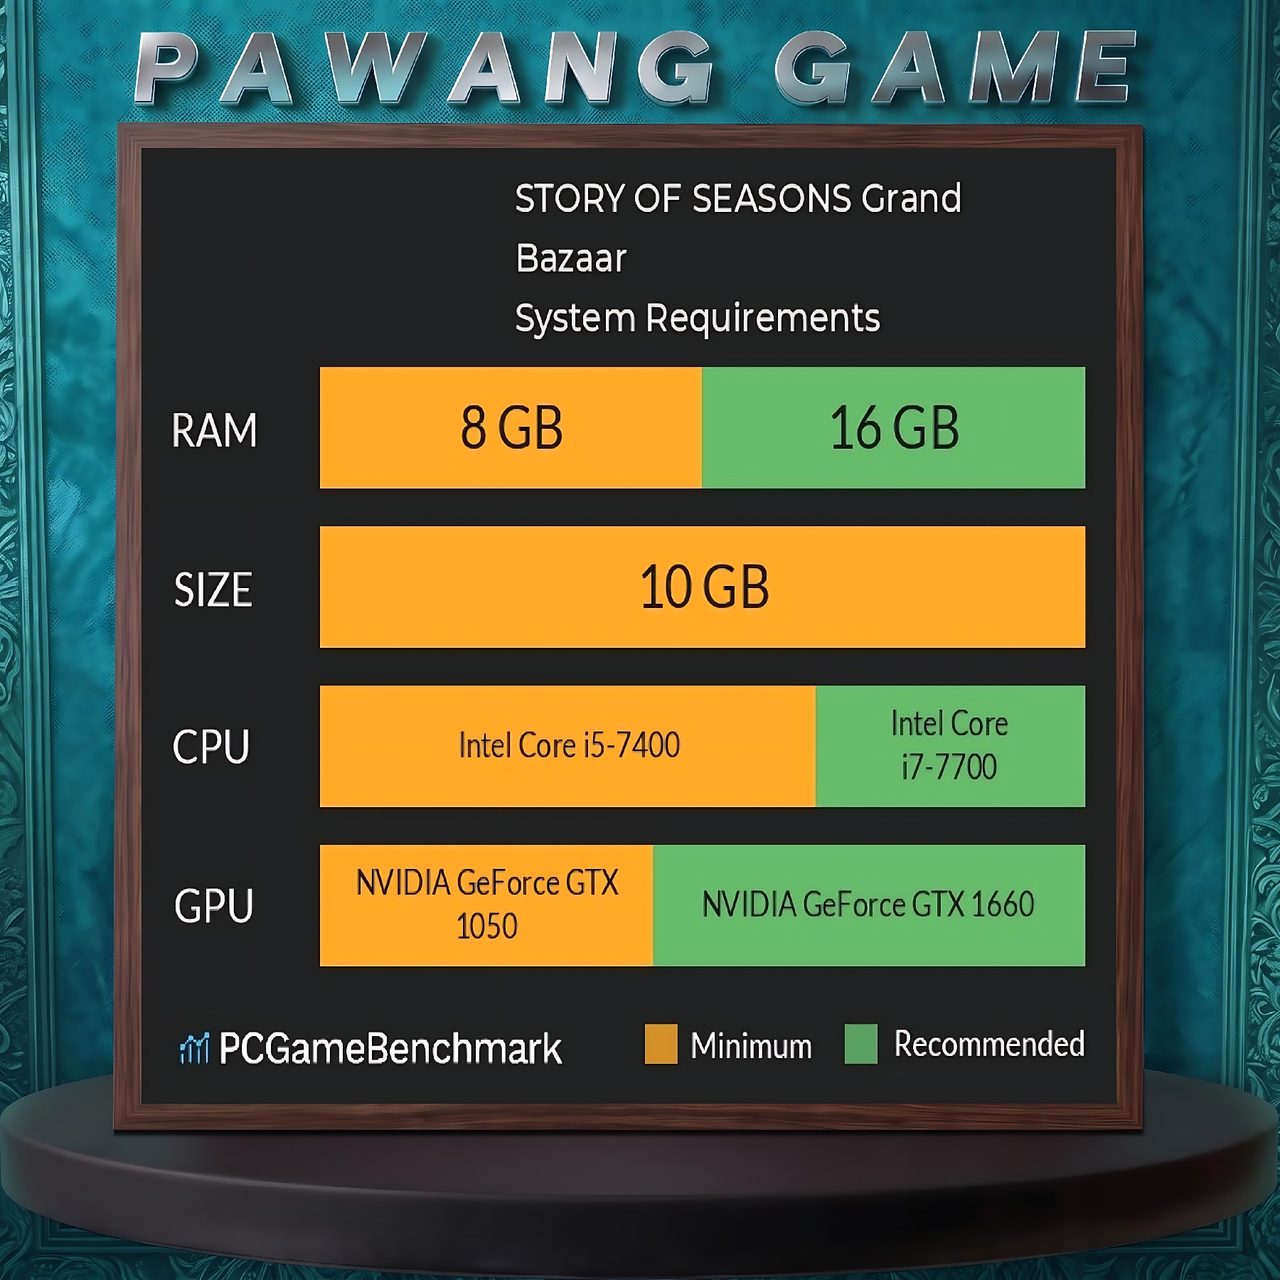 PAWANG GAME
STORY OF SEASONS Grand
Bazaar
System Requirements
RAM
8 GB
16 GB
SIZE
10 GB
CPU
Intel Core i5-7400
Intel Core
i7-7700
GPU
NVIDIA GeForce GTX
1050
NVIDIA GeForce GTX 1660
PCGameBenchmark
Minimum
Recommended